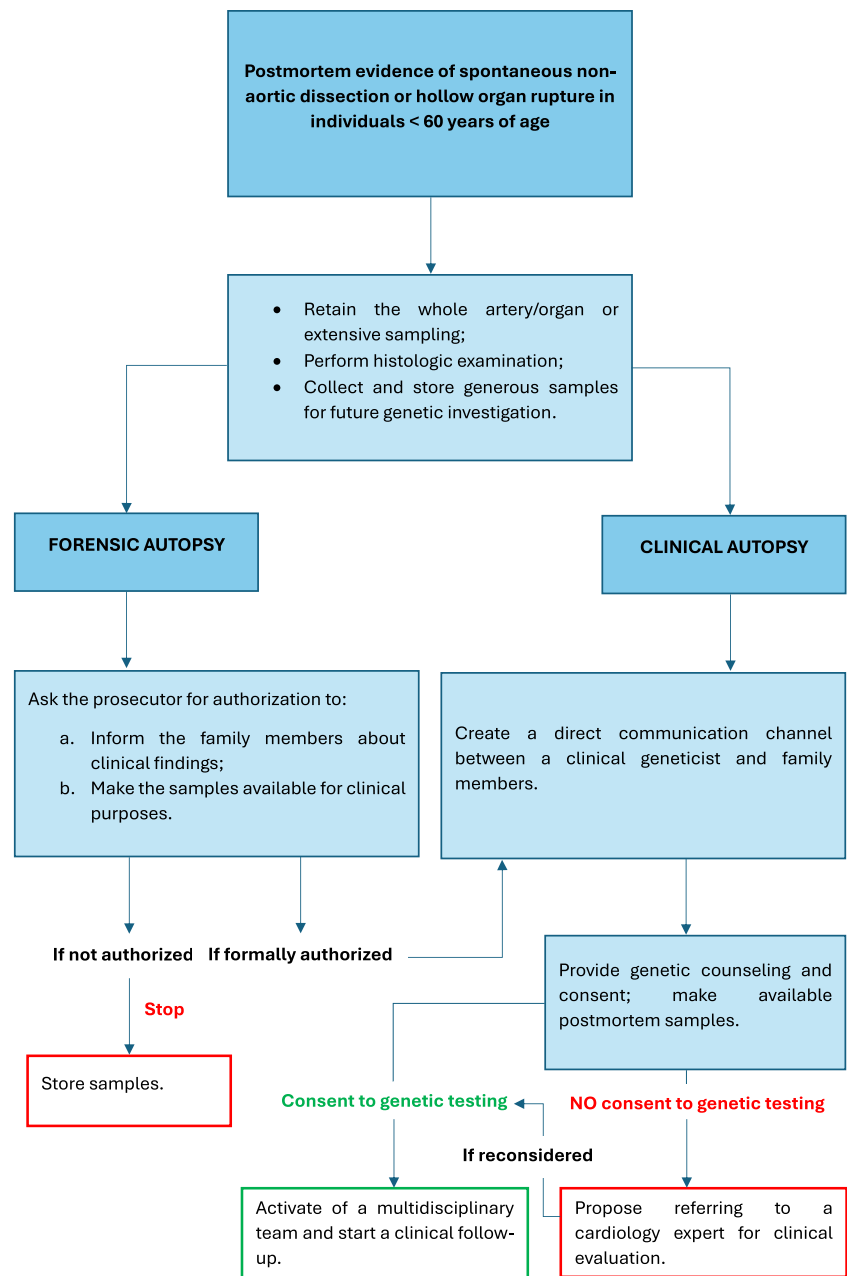 Postmortem evidence of spontaneous non-
aortic dissection or hollow organ rupture in
individuals < 60 years of age
• Retain the whole artery/organ or
extensive sampling;
• Perform histologic examination;
• Collect and store generous samples
for future genetic investigation.
FORENSIC AUTOPSY
CLINICAL AUTOPSY
Ask the prosecutor for authorization to:
a. Inform the family members about
clinical findings;
b. Make the samples available for clinical
purposes.
Create a direct communication channel
between a clinical geneticist and family
members.
If not authorized
If formally authorized
Stop
Store samples.
Provide genetic counseling and
consent; make available
postmortem samples.
Consent to genetic testing
NO consent to genetic testing
If reconsidered
Activate of a multidisciplinary
team and start a clinical follow-
up.
Propose referring to a
cardiology expert for clinical
evaluation.